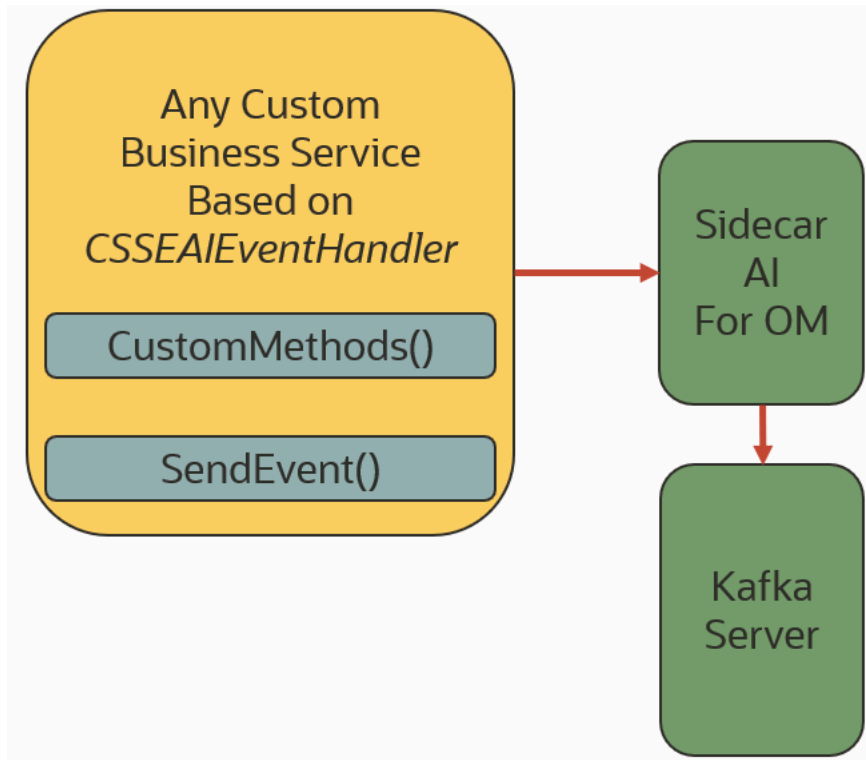 Any Custom
Business Service
Based on
CSSEAIEventHandler
CustomMethods()
SendEvent()
Sidecar
AI
For OM
Kafka
Server